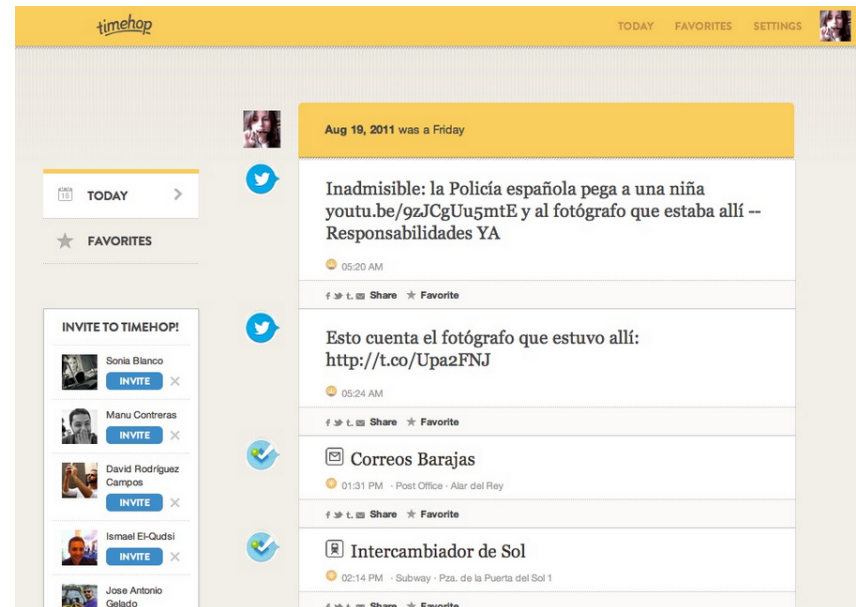 timehop
TODAY FAVORITES SETTINGS
TODAY
FAVORITES
INVITE TO TIMEHOP!
Sonia Blanco
INVITE
Manu Contreras
INVITE
David Rodríguez
Campos
INVITE
Ismael El-Qudsi
INVITE
Jose Antonio
Gelado
Aug 19, 2011 was a Friday
Inadmisible: la Policía española pega a una niña
youtu.be/9zJCgUu5mtE y al fotógrafo que estaba allí --
Responsabilidades YA
05:20 AM
Share Favorite
Esto cuenta el fotógrafo que estuvo allí:
http://t.co/Upa2FNJ
05:24 AM
Share Favorite
Correos Barajas
01:31 PM · Post Office · Alar del Rey
Share Favorite
Intercambiador de Sol
02:14 PM · Subway · Pza. de la Puerta del Sol 1
Share Favorite